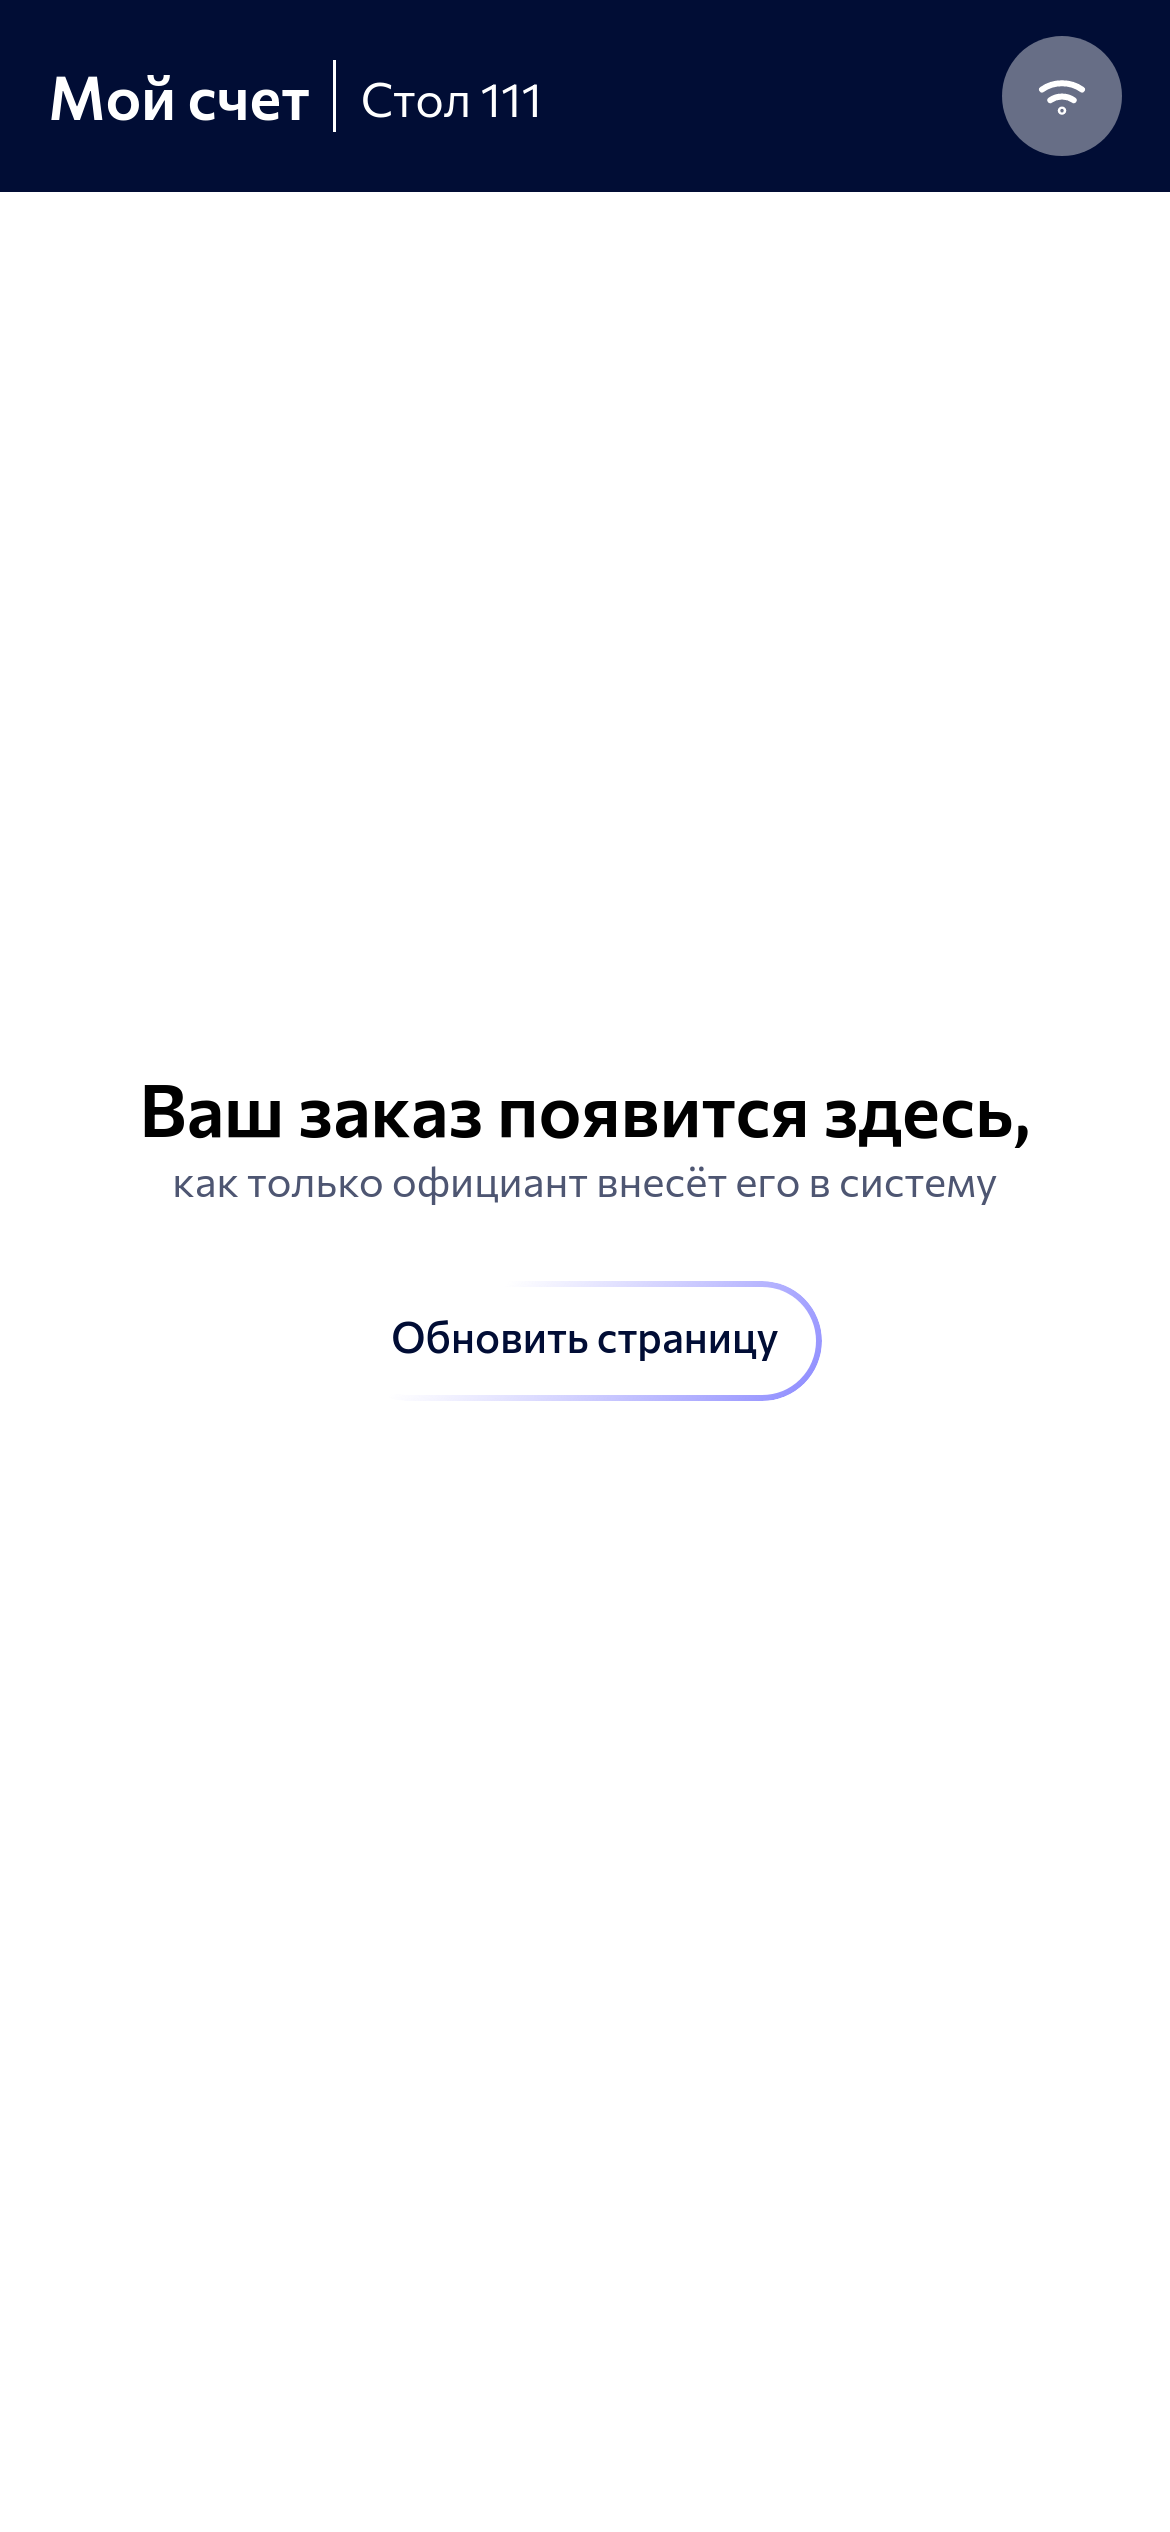 Мой счет
Стол 111
Ваш заказ появится здесь,
как только официант внесёт его в систему
Обновить страницу